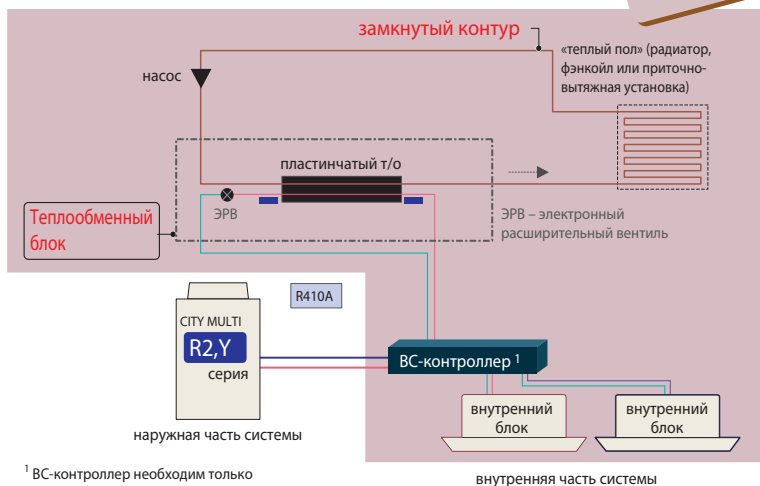 замкнутый контур
«теплый пол» (радиатор,
фэнкойл или приточно-
вытяжная установка)
насос
пластинчатый т/о
ЭРВ
Теплообменный
блок
ЭРВ – электронный
расширительный вентиль
R410A
CITY MULTI
R2,Y
серия
ВС-контроллер 1
внутренний
блок
внутренний
блок
наружная часть системы
внутренняя часть системы
1 ВС-контроллер необходим только